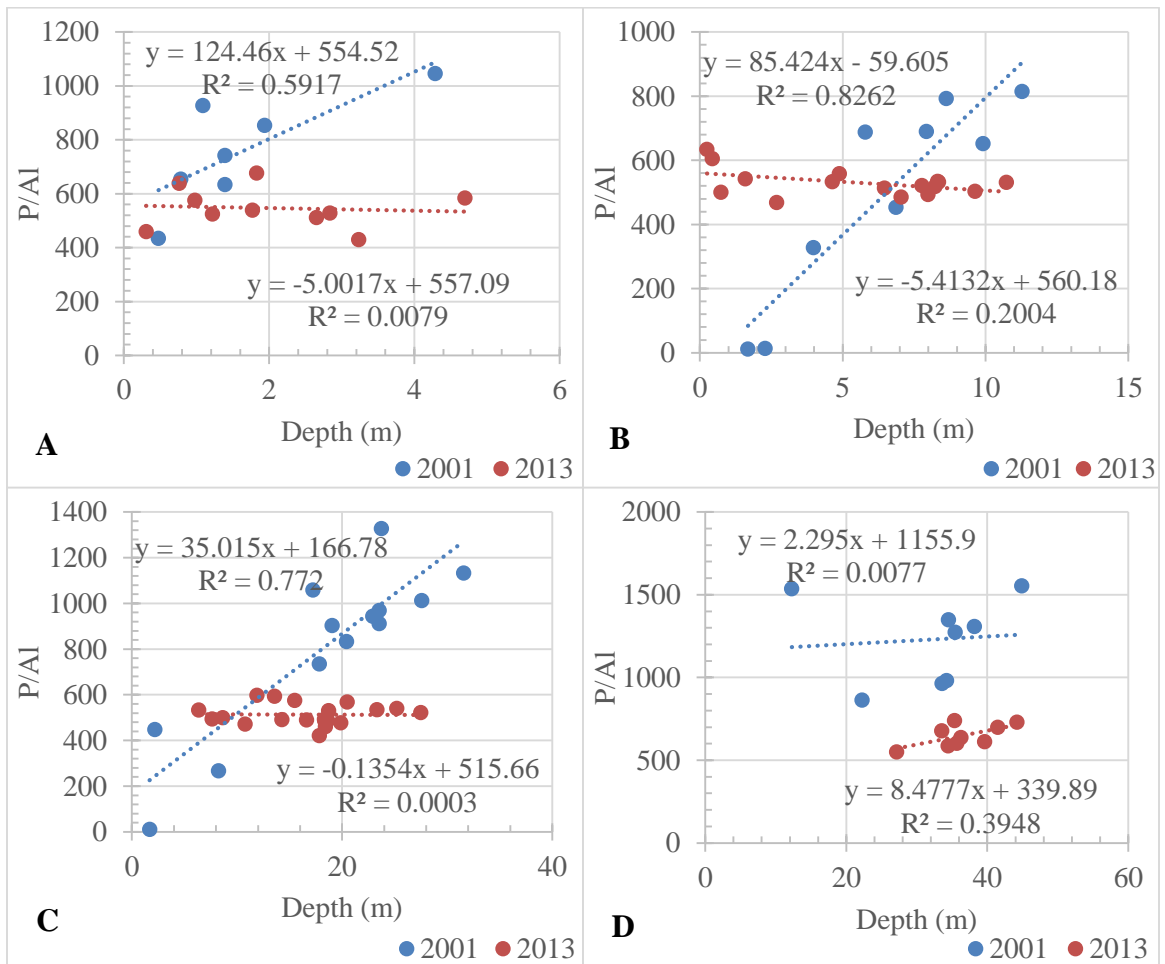 1200
1000
800
600
400
200
0
P/Al
y = 124.46x + 554.52
R² = 0.5917
y = -5.0017x + 557.09
R² = 0.0079
0 2 4 6
Depth (m)
A
2001 2013
1000
800
600
400
200
0
P/Al
y = 85.424x - 59.605
R² = 0.8262
y = -5.4132x + 560.18
R² = 0.2004
0 5 10 15
Depth (m)
B
2001 2013
1400
1200
1000
800
600
400
200
0
P/Al
y = 35.015x + 166.78
R² = 0.772
y = -0.1354x + 515.66
R² = 0.0003
0 20 40
Depth (m)
C
2001 2013
2000
1500
1000
500
0
P/Al
y = 2.295x + 1155.9
R² = 0.0077
y = 8.4777x + 339.89
R² = 0.3948
0 20 40 60
Depth (m)
D
2001 2013